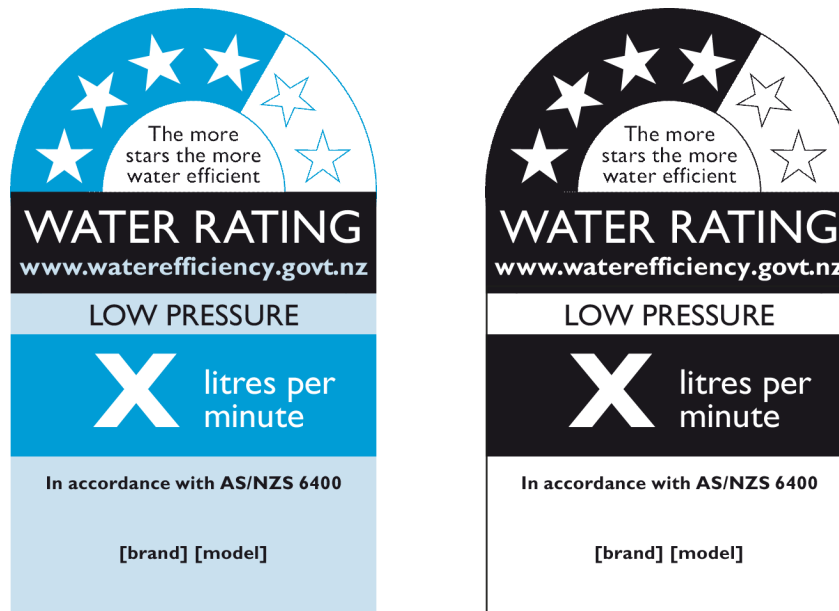 The more
stars the more
water efficient
WATER RATING
www.waterefficiency.govt.nz
LOW PRESSURE
X litres per
minute
In accordance with AS/NZS 6400
[brand] [model]
The more
stars the more
water efficient
WATER RATING
www.waterefficiency.govt.nz
LOW PRESSURE
X litres per
minute
In accordance with AS/NZS 6400
[brand] [model]